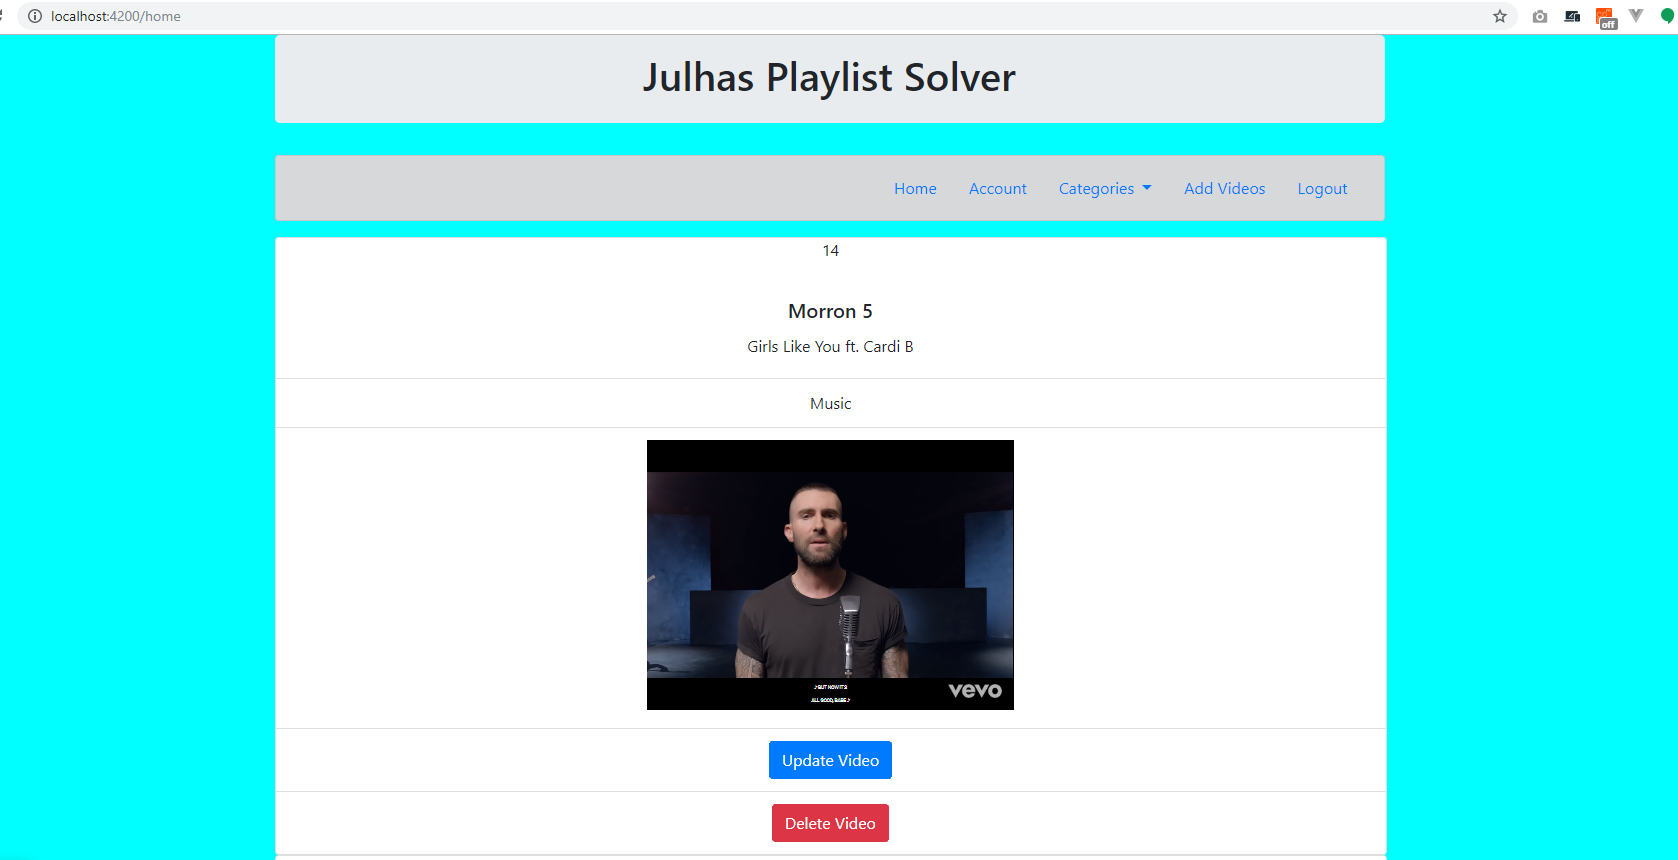 localhost:4200/home
off
Julhas Playlist Solver
Home Account Categories Add Videos Logout
14
Morron 5
Girls Like You ft. Cardi B
Music
♪ BUT NOW IT'S
ALL GOOD, BABE ♪
vevo
Update Video
Delete Video